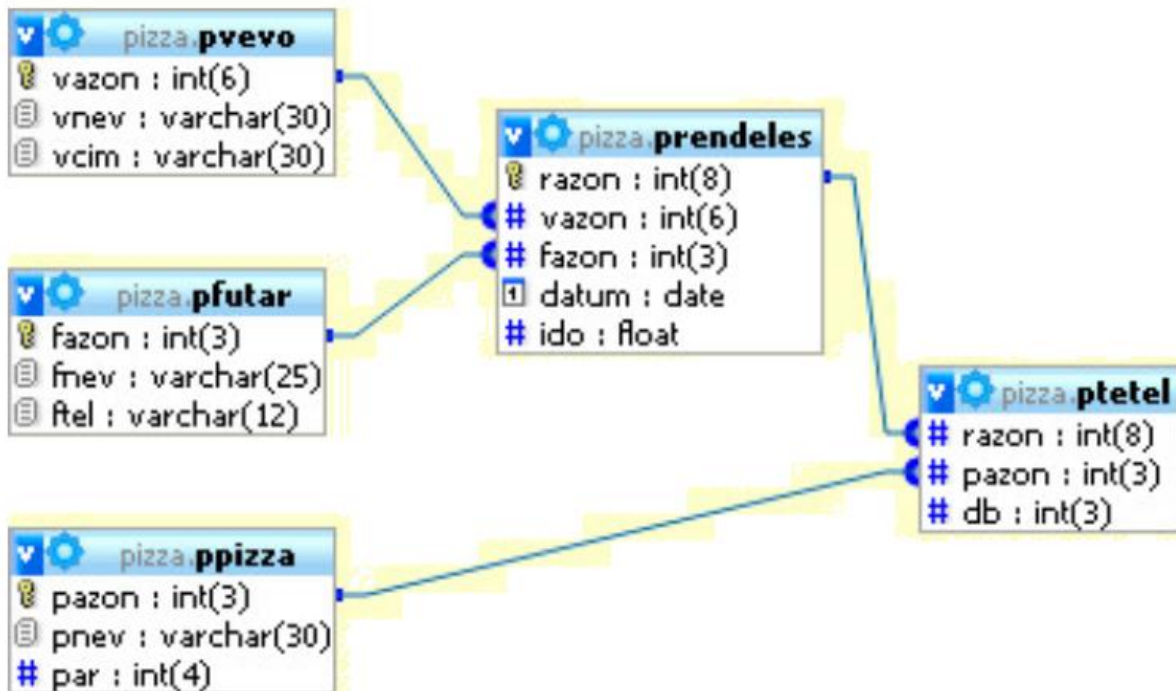 pizza.pvevo
vazon : int(6)
vnev : varchar(30)
vcim : varchar(30)
pizza.pfutar
fazon : int(3)
fnev : varchar(25)
ftel : varchar(12)
pizza.ppizza
pazon : int(3)
pnev : varchar(30)
# par : int(4)
pizza.prendeles
razon : int(8)
# vazon : int(6)
# fazon : int(3)
datum : date
# ido : float
pizza.ptetel
# razon : int(8)
# pazon : int(3)
# db : int(3)